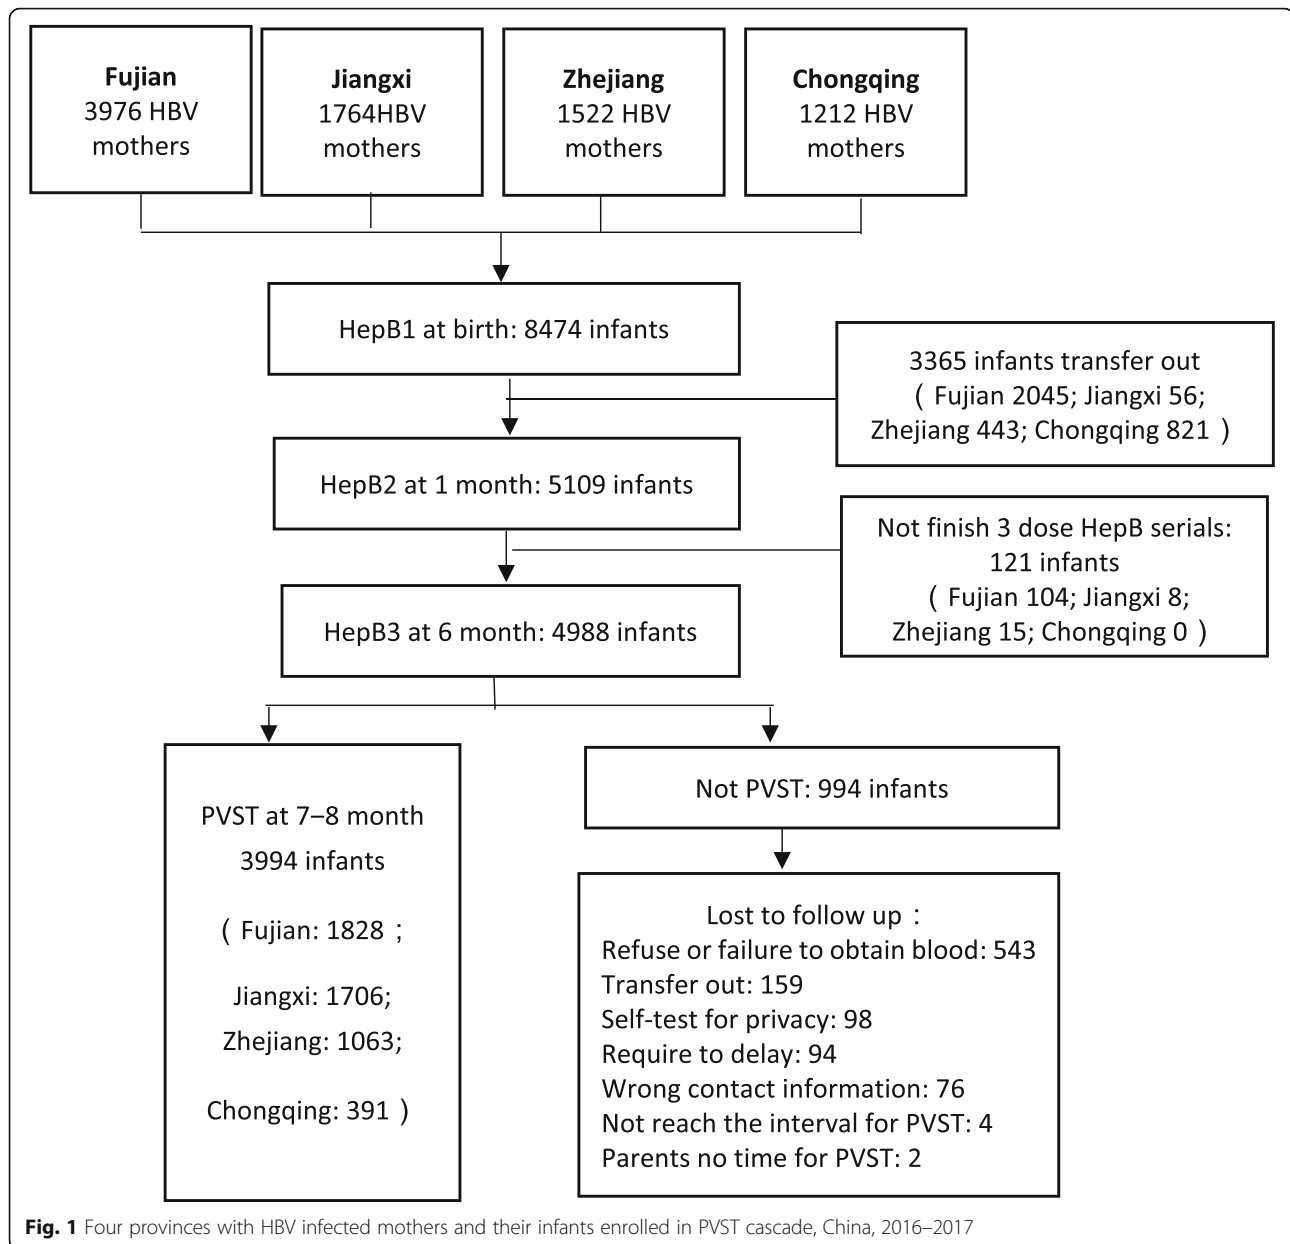 Fujian
3976 HBV
mothers
Jiangxi
1764HBV
mothers
Zhejiang
1522 HBV
mothers
Chongqing
1212 HBV
mothers
HepB1 at birth: 8474 infants
3365 infants transfer out
( Fujian 2045; Jiangxi 56;
Zhejiang 443; Chongqing 821 )
HepB2 at 1 month: 5109 infants
Not finish 3 dose HepB serials:
121 infants
( Fujian 104; Jiangxi 8;
Zhejiang 15; Chongqing 0 )
HepB3 at 6 month: 4988 infants
PVST at 7–8 month
3994 infants
( Fujian: 1828 ;
Jiangxi: 1706;
Zhejiang: 1063;
Chongqing: 391 )
Not PVST: 994 infants
Lost to follow up :
Refuse or failure to obtain blood: 543
Transfer out: 159
Self-test for privacy: 98
Require to delay: 94
Wrong contact information: 76
Not reach the interval for PVST: 4
Parents no time for PVST: 2
Fig. 1 Four provinces with HBV infected mothers and their infants enrolled in PVST cascade, China, 2016–2017